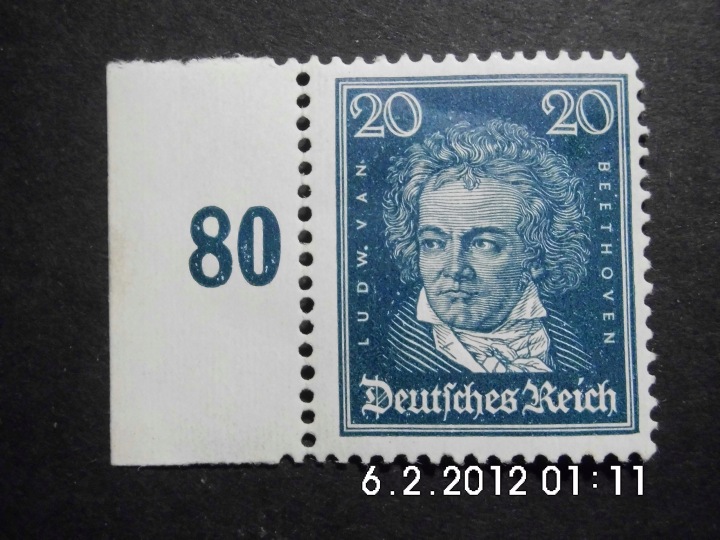 20 20
LUDW. VAN
BEETHOVEN
80
Deutsches Reich
6.2.2012 01:11